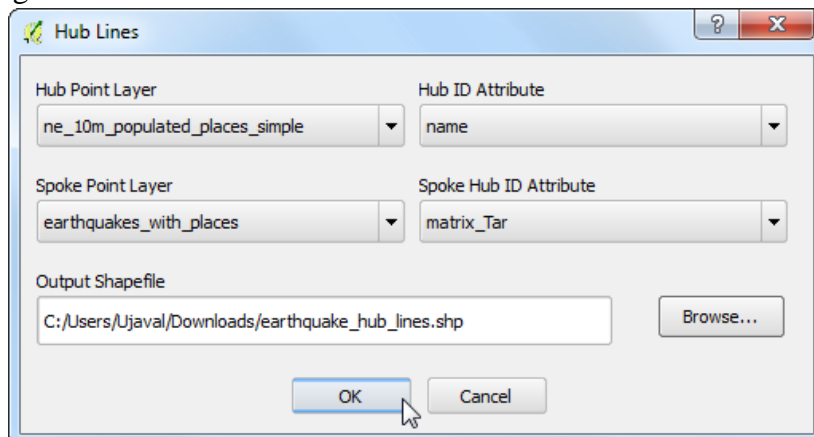 Hub Lines
Hub Point Layer Hub ID Attribute
ne_10m_populated_places_simple name
Spoke Point Layer Spoke Hub ID Attribute
earthquakes_with_places matrix_Tar
Output Shapefile
C:/Users/Ujaval/Downloads/earthquake_hub_lines.shp Browse...
OK Cancel